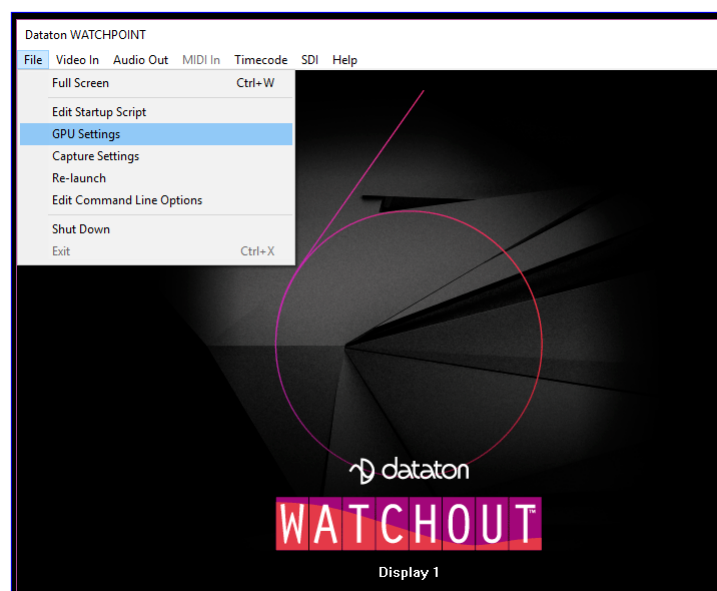 Dataton WATCHPOINT
File Video In Audio Out MIDI In Timecode SDI Help
Full Screen Ctrl+W
Edit Startup Script
GPU Settings
Capture Settings
Re-launch
Edit Command Line Options
Shut Down
Exit Ctrl+X
dataton
WATCHOUT™
Display 1